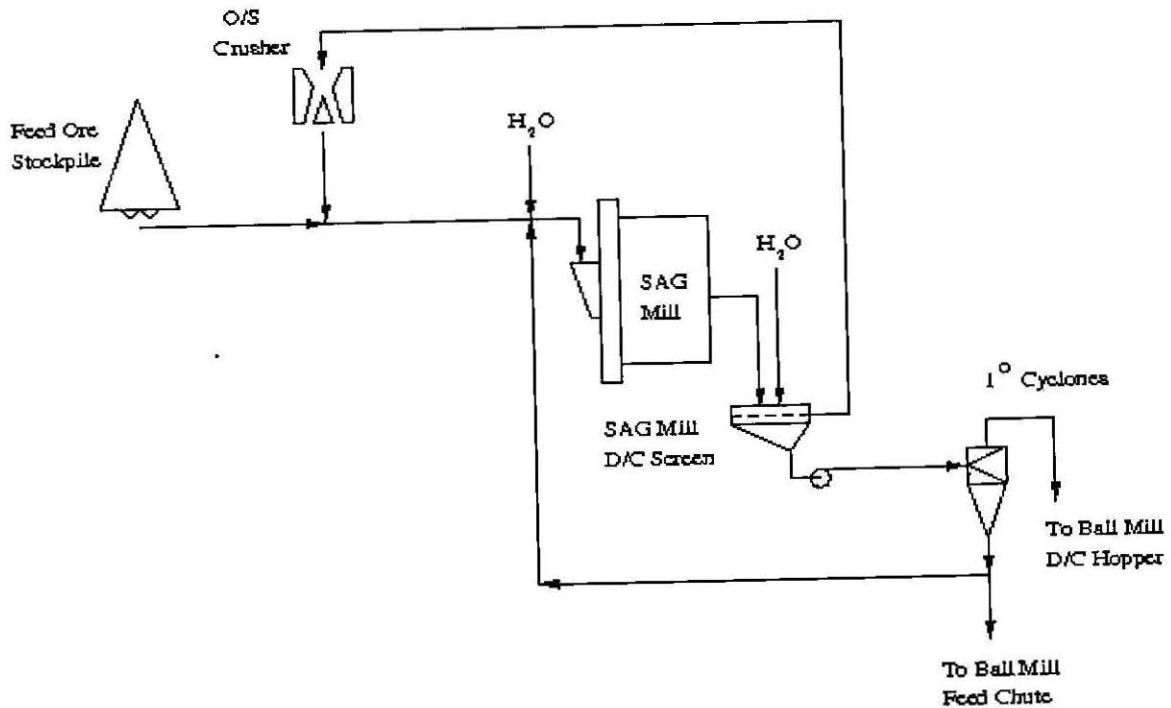 O/S
Crusher
Feed Ore
Stockpile
H₂O
H₂O
SAG
Mill
SAG Mill
D/C Screen
1° Cyclones
To Ball Mill
D/C Hopper
To Ball Mill
Feed Chute